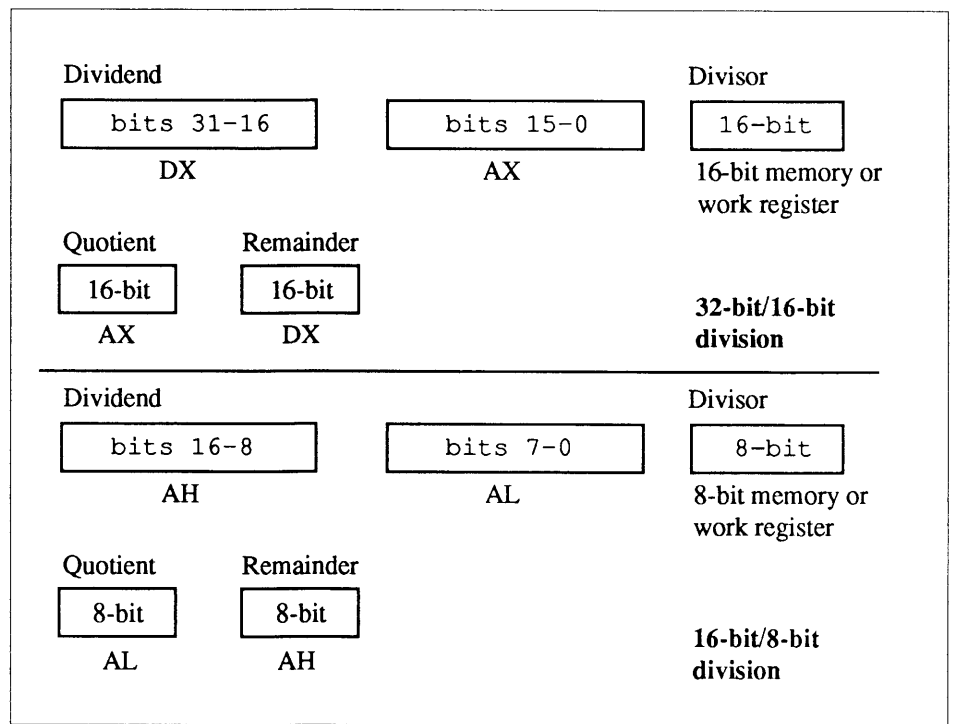 Dividend
Divisor
bits 31-16
bits 15-0
16-bit
DX
AX
16-bit memory or
work register
Quotient
Remainder
16-bit
16-bit
AX
DX
32-bit/16-bit
division
Dividend
Divisor
bits 16-8
bits 7-0
8-bit
AH
AL
8-bit memory or
work register
Quotient
Remainder
8-bit
8-bit
AL
AH
16-bit/8-bit
division